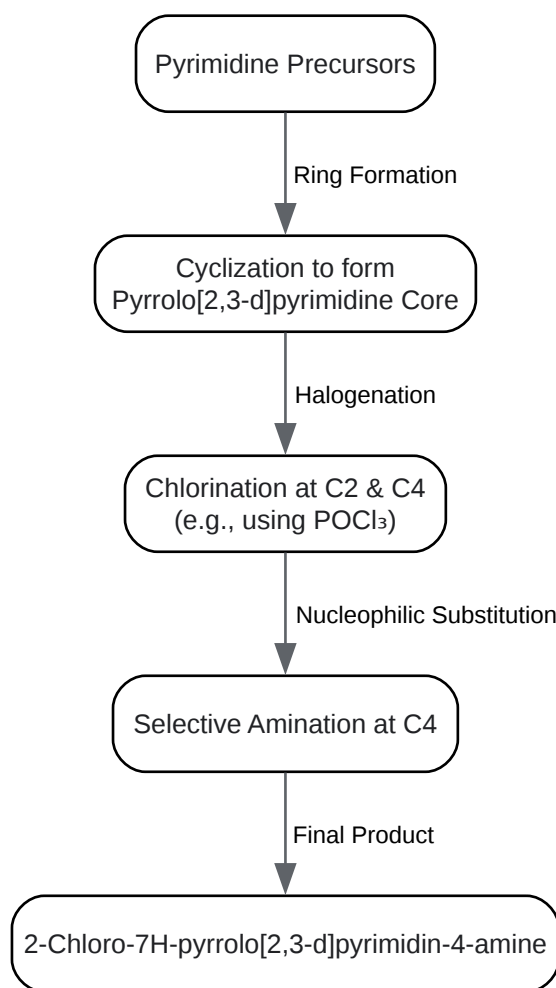 Pyrimidine Precursors
Ring Formation
Cyclization to form
Pyrrolo[2,3-d]pyrimidine Core
Halogenation
Chlorination at C2 & C4
(e.g., using POCl₃)
Nucleophilic Substitution
Selective Amination at C4
Final Product
2-Chloro-7H-pyrrolo[2,3-d]pyrimidin-4-amine